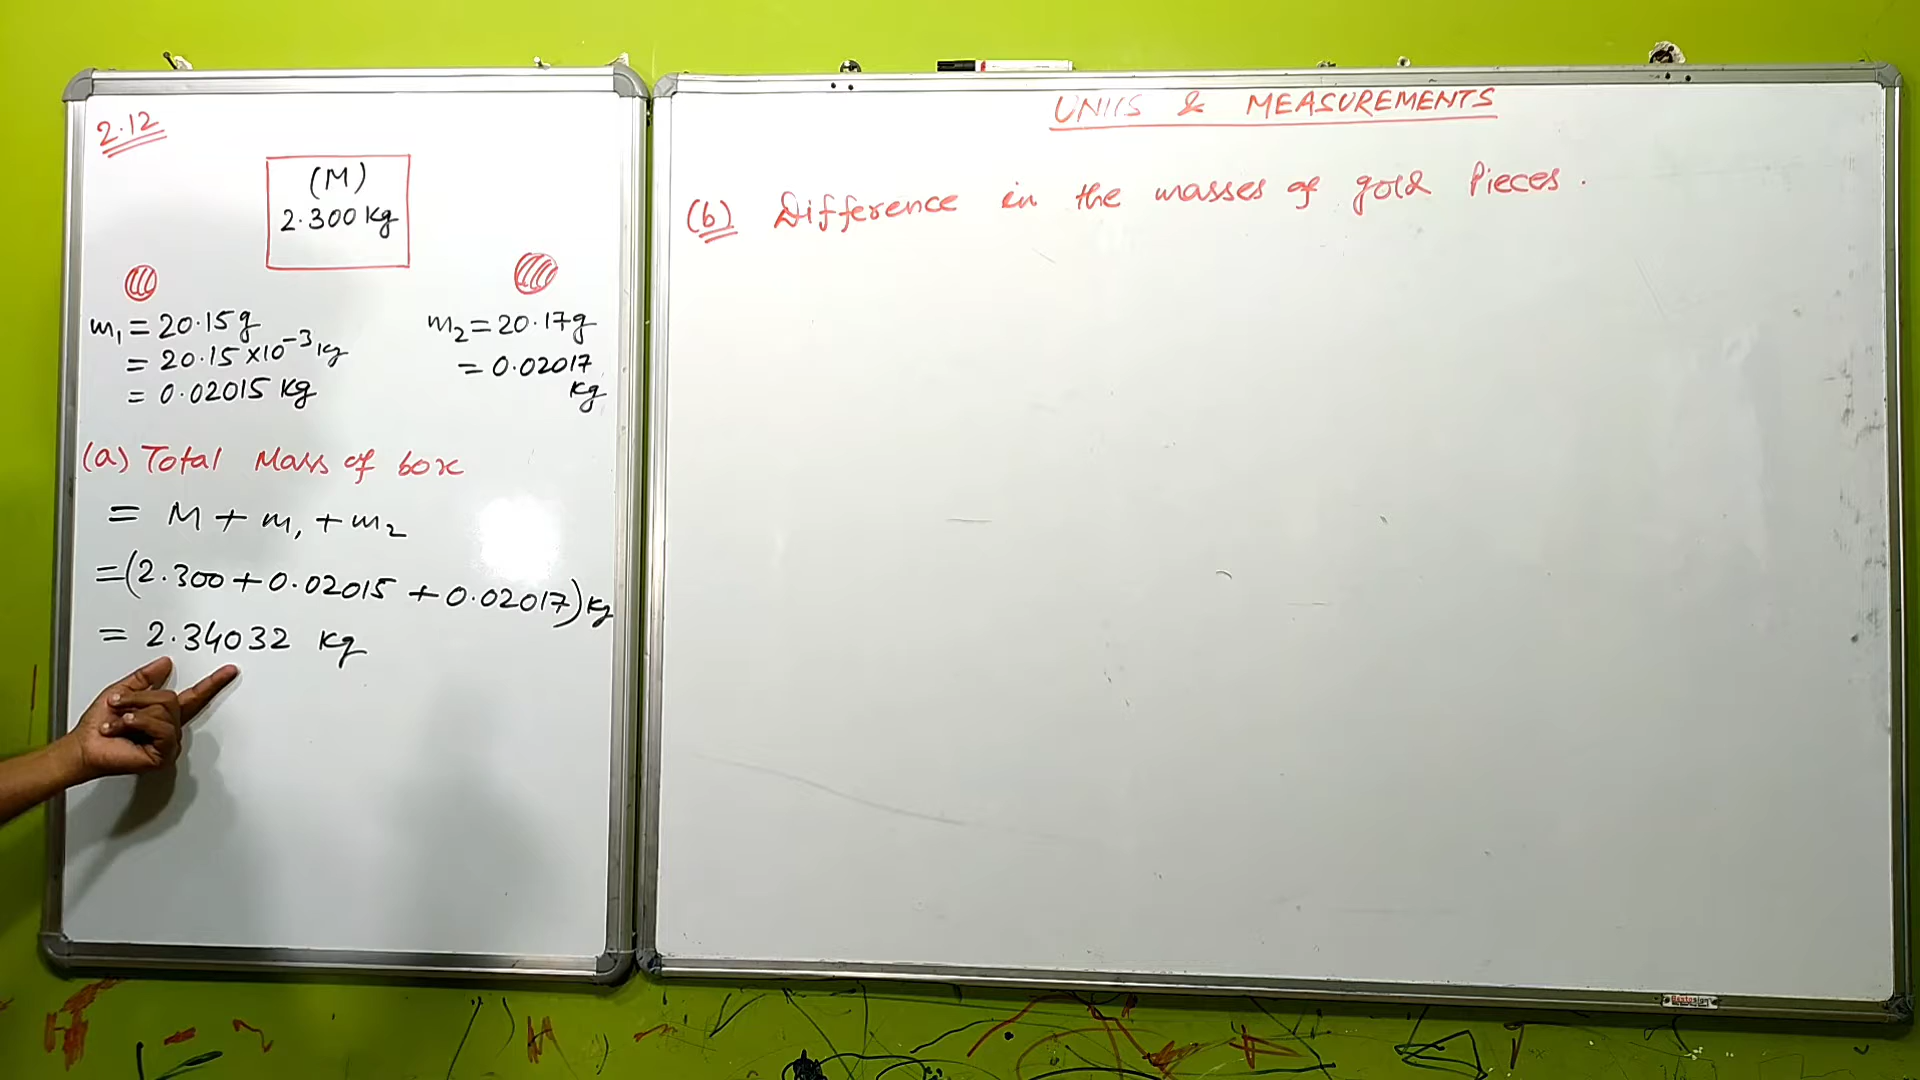 2.12
(M)
2.300 Kg
m₁ = 20.15 g
= 20.15 × 10⁻³ kg
= 0.02015 Kg
m₂ = 20.17g
= 0.02017
Kg
(a) Total Mass of box
= M + m₁ + m₂
= (2.300 + 0.02015 + 0.02017) Kg
= 2.34032 Kg
UNITS & MEASUREMENTS
(b) Difference in the masses of gold Pieces.